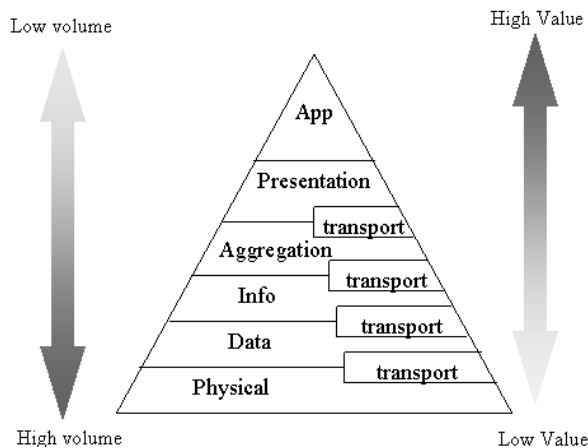 High Value
Low volume
App
Presentation
transport
Aggregation
transport
Info
transport
Data
transport
Physical
High volume
Low Value